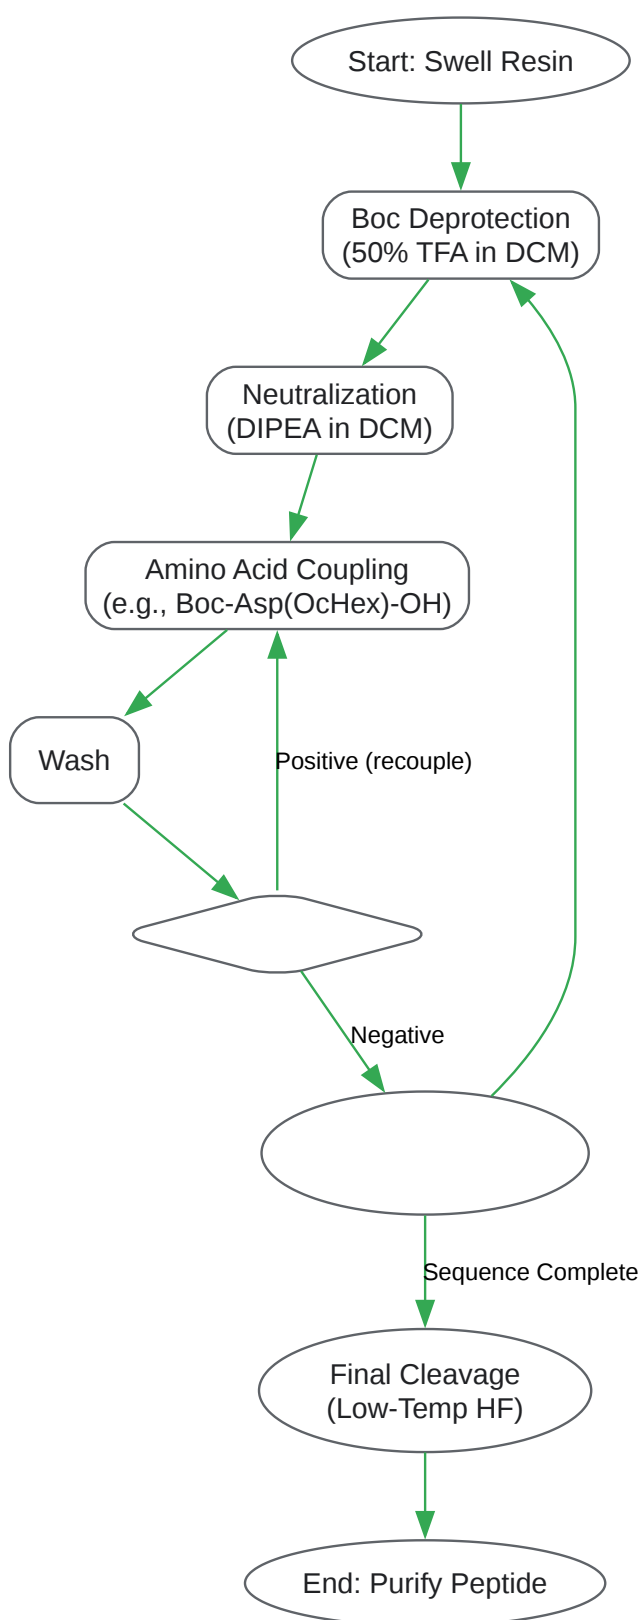 Start: Swell Resin
Boc Deprotection
(50% TFA in DCM)
Neutralization
(DIPEA in DCM)
Amino Acid Coupling
(e.g., Boc-Asp(OcHex)-OH)
Wash
Positive (recouple)
Negative
Sequence Complete
Final Cleavage
(Low-Temp HF)
End: Purify Peptide